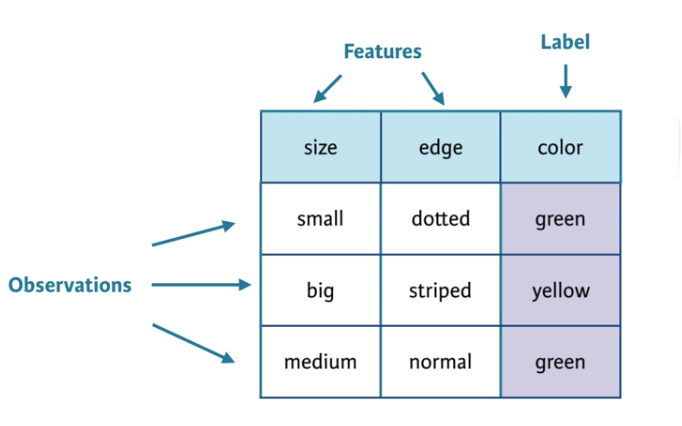 Features
Label
size edge color
small dotted green
Observations
big striped yellow
medium normal green